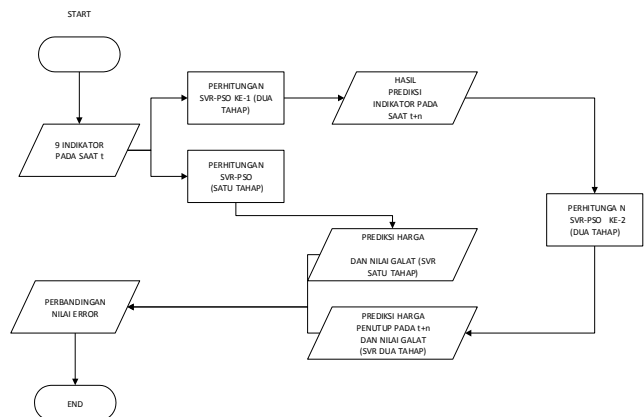 START
9 INDIKATOR
PADA SAAT t
PERHITUNGAN
SVR-PSO KE-1 (DUA
TAHAP)
HASIL
PREDIKSI
INDIKATOR PADA
SAAT t+n
PERHITUNGAN
SVR-PSO
(SATU TAHAP)
PERHITUNGA N
SVR-PSO KE-2
(DUA TAHAP)
PREDIKSI HARGA
DAN NILAI GALAT (SVR
SATU TAHAP)
PERBANDINGAN
NILAI ERROR
PREDIKSI HARGA
PENUTUP PADA t+n
DAN NILAI GALAT
(SVR DUA TAHAP)
END